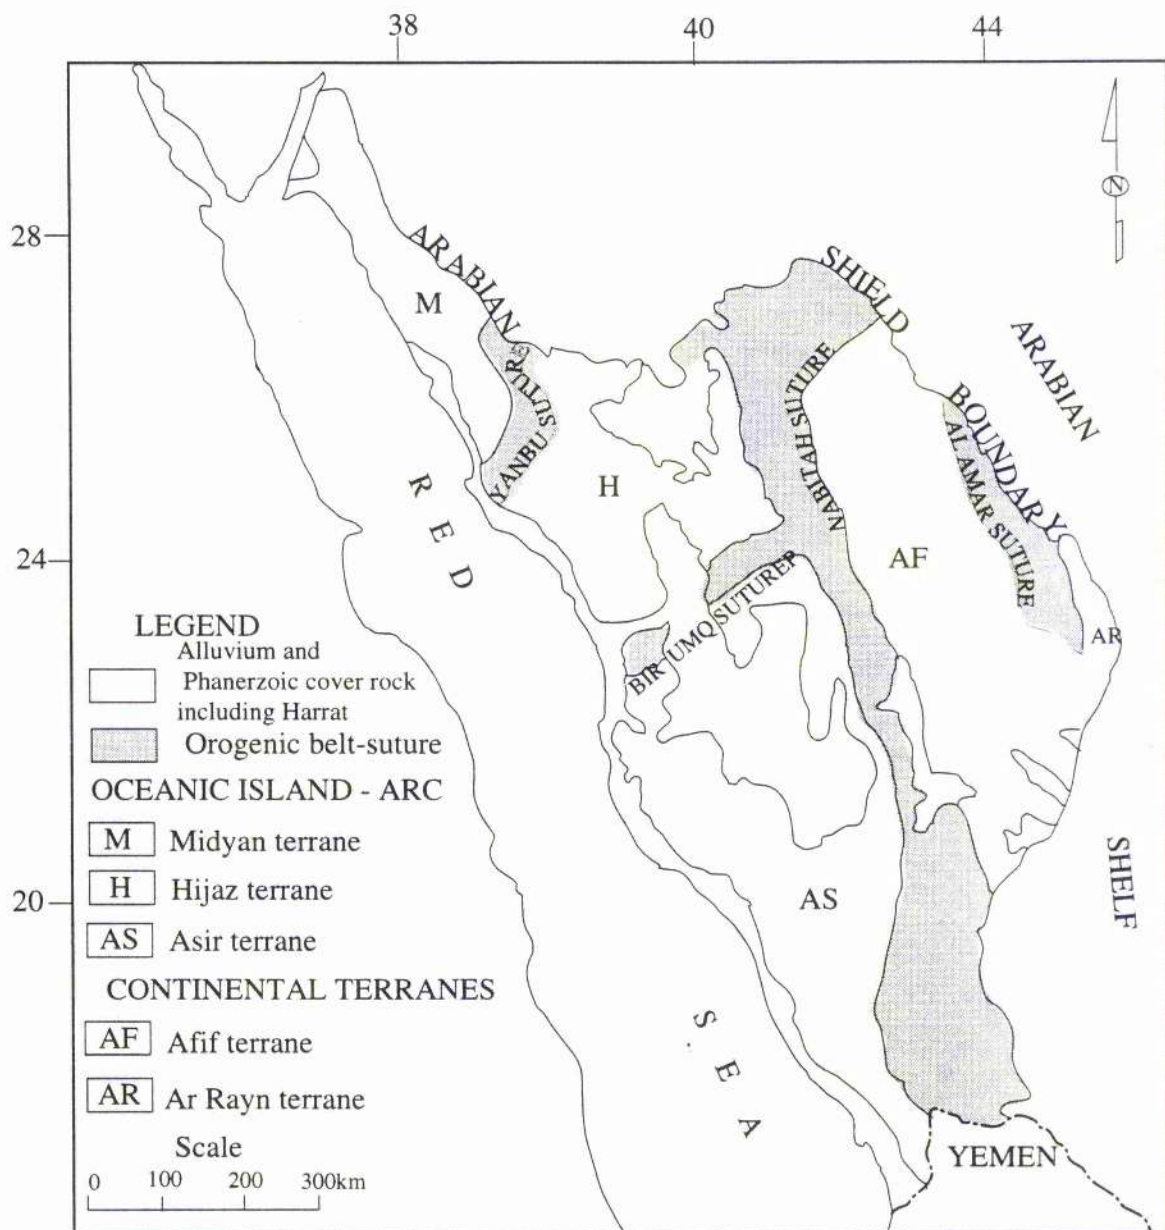 38
40
44
28
24
20
N
ARABIAN
SHIELD
BOUNDARY
ARABIAN
SHELF
M
YANBU SUTURE
H
NABITAH SUTURE
AL AMAR SUTURE
AF
AR
BIR UMQ SUTUREP
AS
RED
SEA
YEMEN
LEGEND
Alluvium and
Phanerzoic cover rock
including Harrat
Orogenic belt-suture
OCEANIC ISLAND - ARC
M Midyan terrane
H Hijaz terrane
AS Asir terrane
CONTINENTAL TERRANES
AF Afif terrane
AR Ar Rayn terrane
Scale
0 100 200 300km